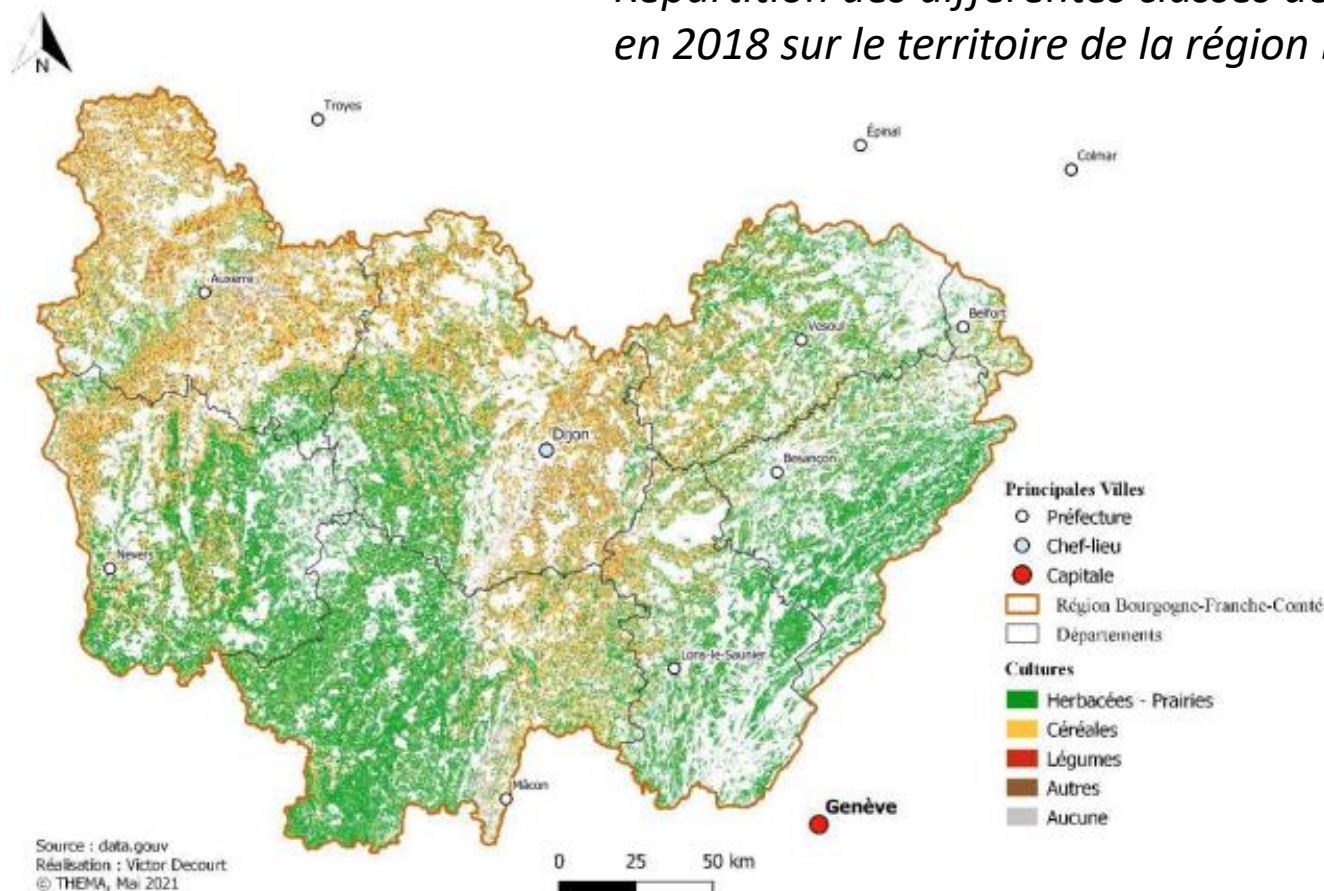 Répartition des différentes classes de
en 2018 sur le territoire de la région
N
Troyes
Épinal
Colmar
Auxerre
Belfort
Vesoul
Dijon
Besançon
Nevers
Lons-le-Saunier
Mâcon
Genève
Principales Villes
Préfecture
Chef-lieu
Capitale
Région Bourgogne-Franche-Comté
Départements
Cultures
Herbacées - Prairies
Céréales
Légumes
Autres
Aucune
Source : data.gouv
Réalisation : Victor Decourt
© THEMA, Mai 2021
0 25 50 km